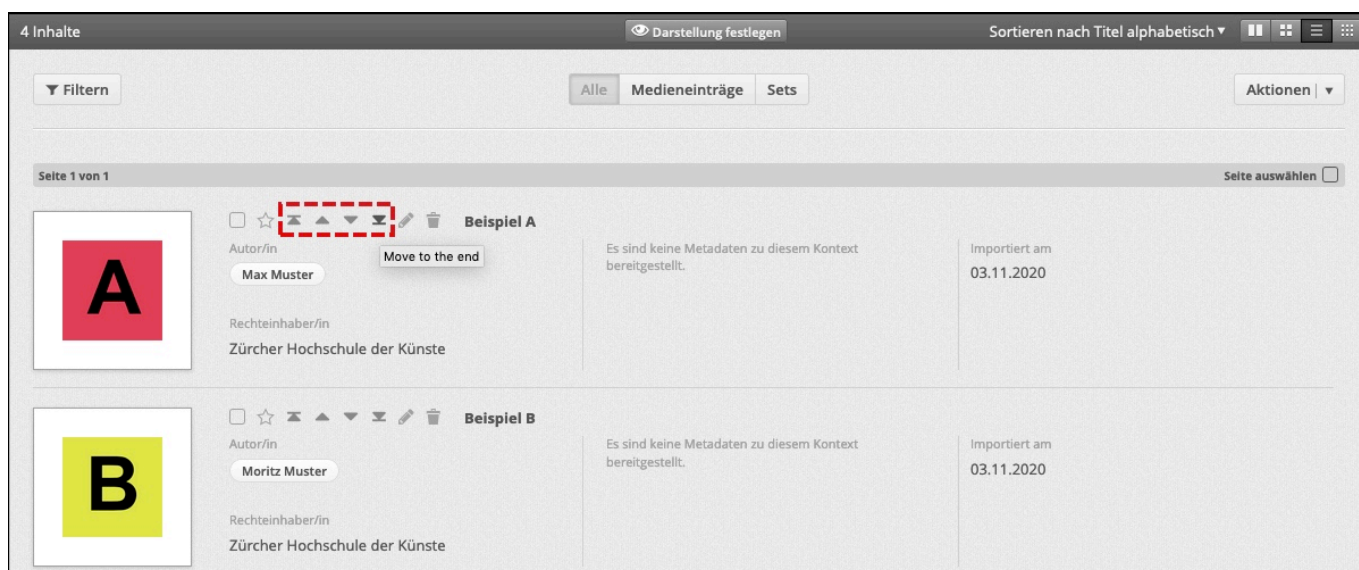 4 Inhalte
Darstellung festlegen
Sortieren nach Titel alphabetisch
Filtern
Alle
Medieneinträge
Sets
Aktionen
Seite 1 von 1
Seite auswählen
Beispiel A
Move to the end
Autor/in
Max Muster
Rechteinhaber/in
Zürcher Hochschule der Künste
Es sind keine Metadaten zu diesem Kontext
bereitgestellt.
Importiert am
03.11.2020
A
Beispiel B
Autor/in
Moritz Muster
Rechteinhaber/in
Zürcher Hochschule der Künste
Es sind keine Metadaten zu diesem Kontext
bereitgestellt.
Importiert am
03.11.2020
B